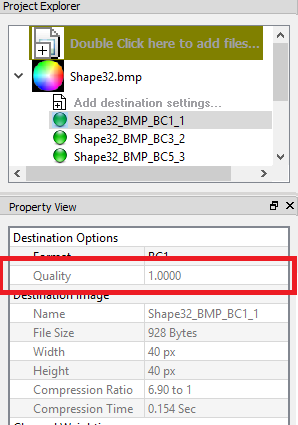 Project Explorer
Double Click here to add files...
Shape32.bmp
Add destination settings...
Shape32_BMP_BC1_1
Shape32_BMP_BC3_2
Shape32_BMP_BC5_3
Property View
Destination Options
Format BC1
Quality 1.0000
Destination Image
Name Shape32_BMP_BC1_1
File Size 928 Bytes
Width 40 px
Height 40 px
Compression Ratio 6.90 to 1
Compression Time 0.154 Sec